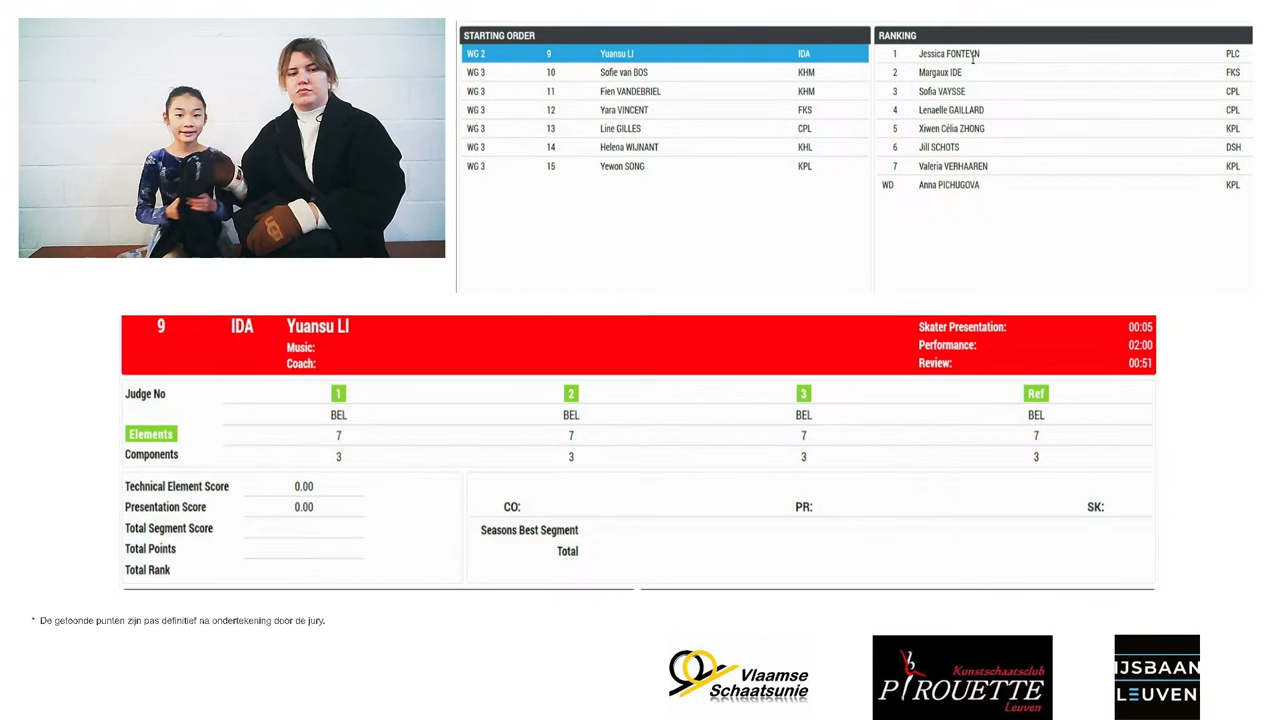 STARTING ORDER
WG 2 9 Yuansu LI IDA
WG 3 10 Sofie van BOS KHM
WG 3 11 Fien VANDEBRIEL KHM
WG 3 12 Yara VINCENT FKS
WG 3 13 Line GILLES CPL
WG 3 14 Helena WIJNANT KHL
WG 3 15 Yewon SONG KPL
RANKING
1 Jessica FONTEYN PLC
2 Margaux IDE FKS
3 Sofia VAYSSE CPL
4 Lenaelle GAILLARD CPL
5 Xiwen Célia ZHONG KPL
6 Jill SCHOTS DSH
7 Valeria VERHAAREN KPL
WD Anna PICHUGOVA KPL
UGG
9 IDA Yuansu LI
Music:
Coach:
Skater Presentation: 00:05
Performance: 02:00
Review: 00:51
Judge No 1 2 3 Ref
BEL BEL BEL BEL
Elements 7 7 7 7
Components 3 3 3 3
Technical Element Score 0.00
Presentation Score 0.00
Total Segment Score
Total Points
Total Rank
CO: PR: SK:
Seasons Best Segment
Total
* De getoonde punten zijn pas definitief na ondertekening door de jury.
Vlaamse
Schaatsunie
Kunstschaatsclub
PIROUETTE
Leuven
IJSBAAN
LEUVEN